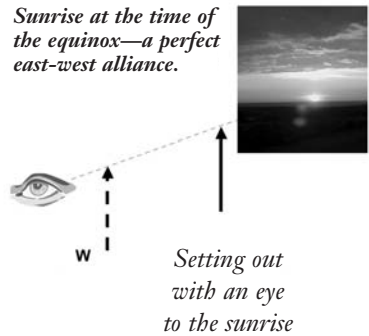 Sunrise at the time of
the equinox—a perfect
east-west alliance.
W
Setting out
with an eye
to the sunrise